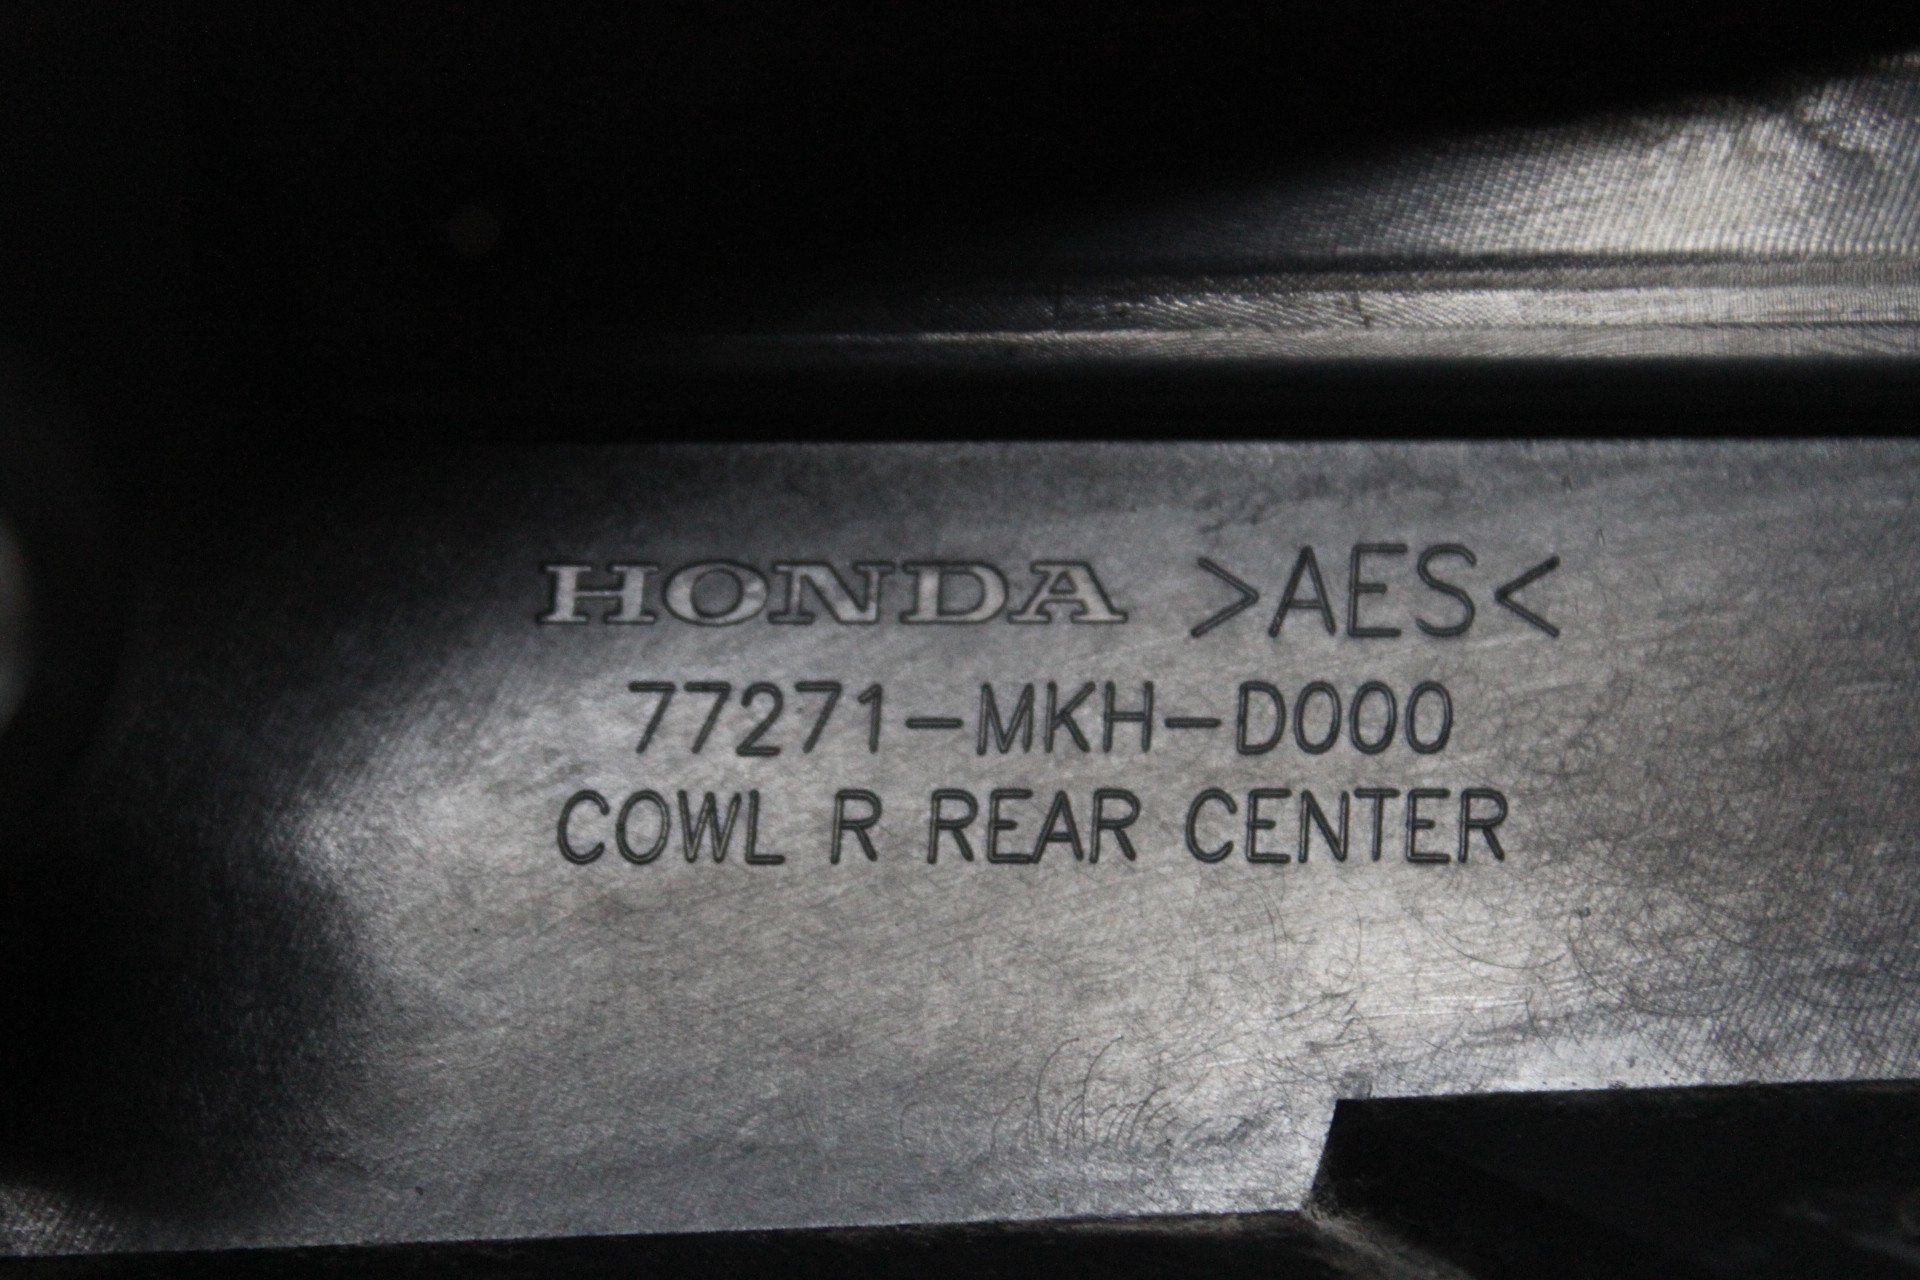 HONDA >AES<
77271-MKH-D000
COWL R REAR CENTER